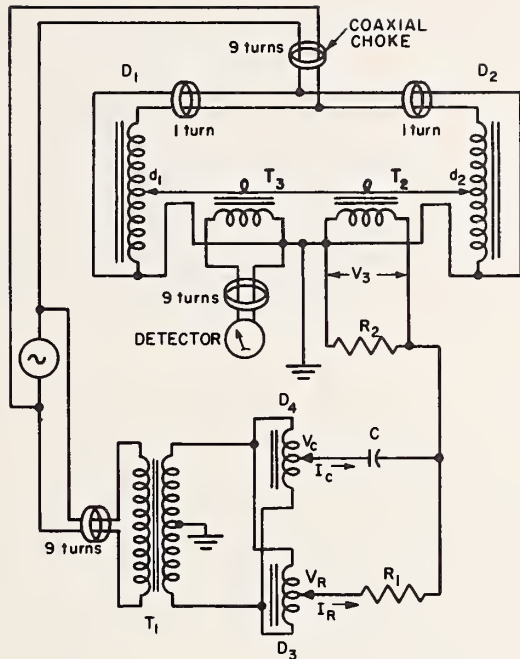 COAXIAL
CHOKE
9 turns
D1
D2
1 turn
1 turn
d1
T3
T2
d2
V3
9 turns
DETECTOR
R2
D4
VC
C
IC
9 turns
VR
R1
IR
T1
D3